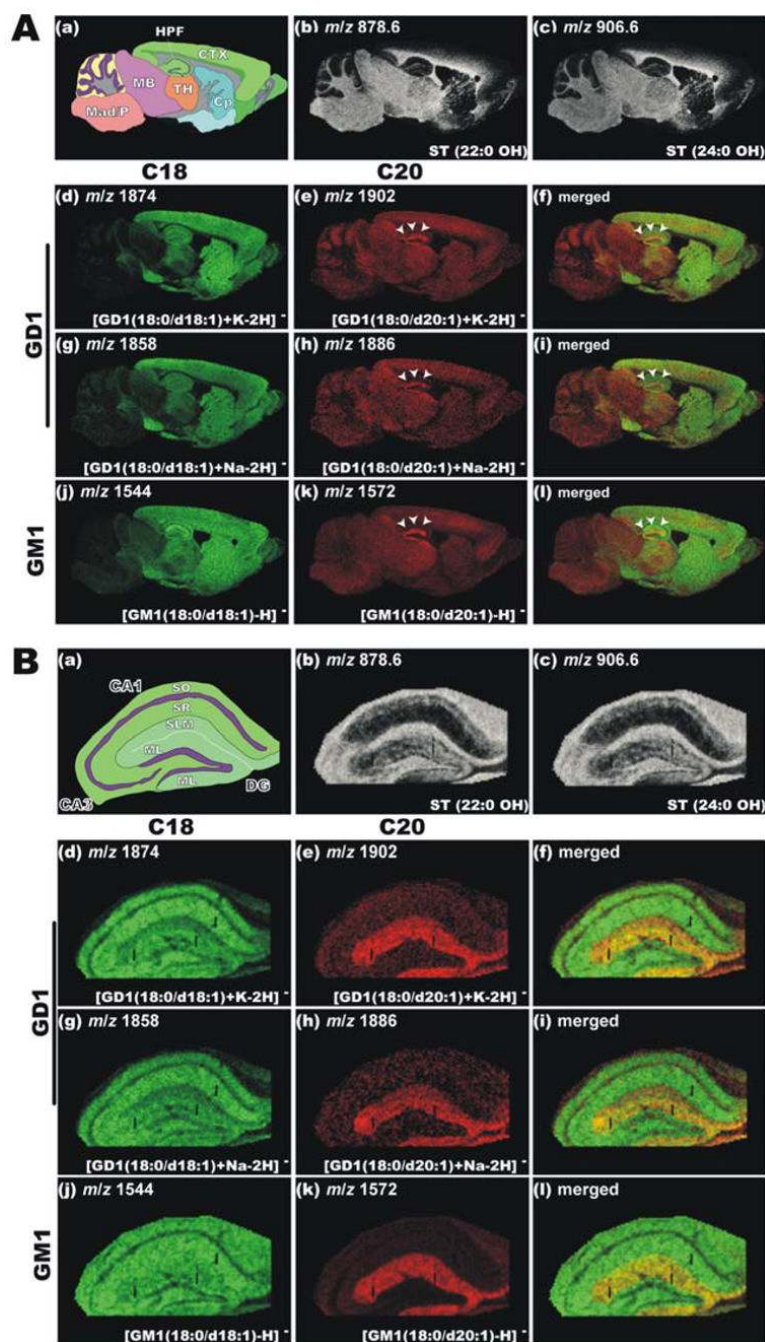 A
(a)
HPF
CTX
MB
TH
Cp
Mad P
(b) m/z 878.6
ST (22:0 OH)
(c) m/z 906.6
ST (24:0 OH)
C18
C20
GD1
(d) m/z 1874
[GD1(18:0/d18:1)+K-2H]⁻
(e) m/z 1902
[GD1(18:0/d20:1)+K-2H]⁻
(f) merged
(g) m/z 1858
[GD1(18:0/d18:1)+Na-2H]⁻
(h) m/z 1886
[GD1(18:0/d20:1)+Na-2H]⁻
(i) merged
GM1
(j) m/z 1544
[GM1(18:0/d18:1)-H]⁻
(k) m/z 1572
[GM1(18:0/d20:1)-H]⁻
(l) merged
B
(a)
CA1
SO
SR
SLM
ML
ML
DG
CA3
(b) m/z 878.6
ST (22:0 OH)
(c) m/z 906.6
ST (24:0 OH)
C18
C20
GD1
(d) m/z 1874
[GD1(18:0/d18:1)+K-2H]⁻
(e) m/z 1902
[GD1(18:0/d20:1)+K-2H]⁻
(f) merged
(g) m/z 1858
[GD1(18:0/d18:1)+Na-2H]⁻
(h) m/z 1886
[GD1(18:0/d20:1)+Na-2H]⁻
(i) merged
GM1
(j) m/z 1544
[GM1(18:0/d18:1)-H]⁻
(k) m/z 1572
[GM1(18:0/d20:1)-H]⁻
(l) merged